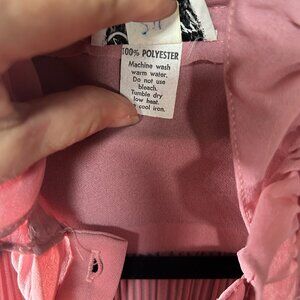 100% POLYESTER
Machine wash
warm water.
Do not use
bleach.
Tumble dry
low heat.
cool iron.